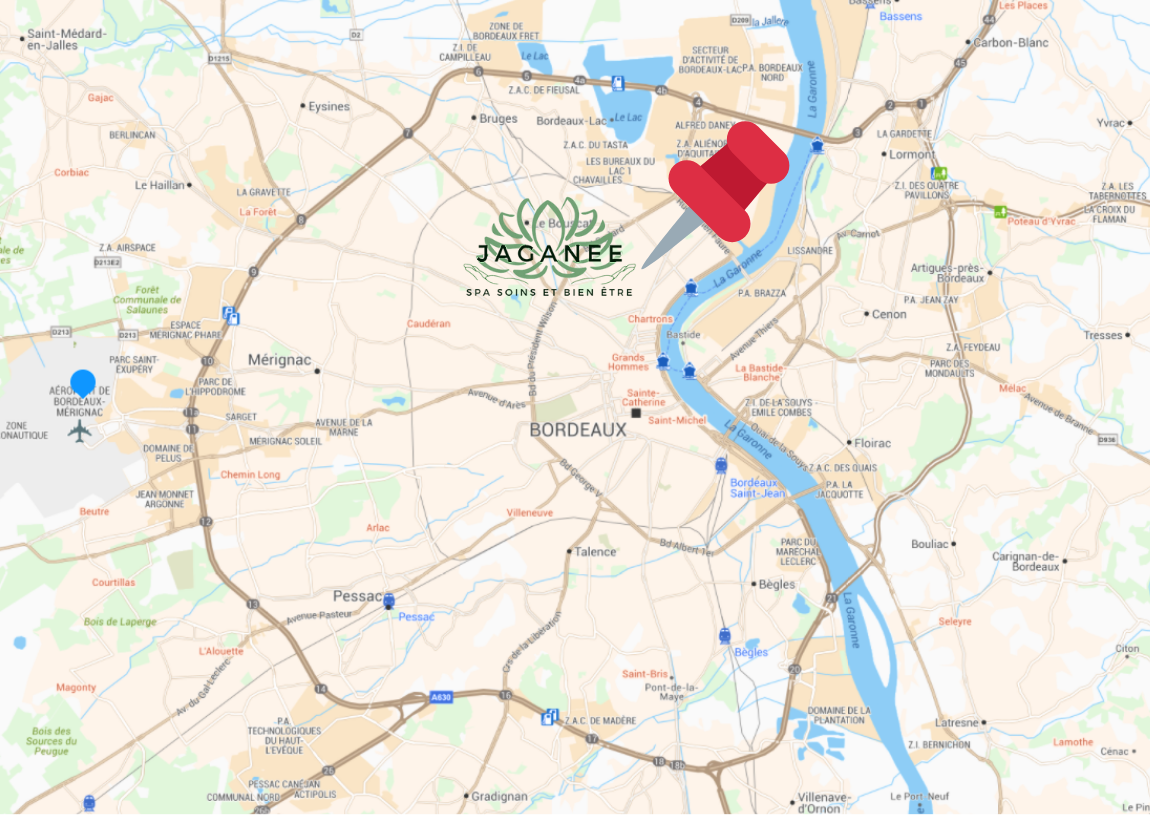 Bassens
Bassens
Les Places
D209
la Jallère
44
Saint-Médard-
en-Jalles
ZONE DE
BORDEAUX FRET
D2
Carbon-Blanc
Z.I. DE
CAMPILLEAU
Le Lac
SECTEUR
D'ACTIVITÉ DE
BORDEAUX-LAC
P.A. BORDEAUX
NORD
D1215
45
6
5
4a
4b
4
Z.A.C. DE FIEUSAL
La Garonne
2
1
Gajac
Eysines
Bruges
Bordeaux-Lac
Le Lac
ALFRED DANEY
3
LA GARDETTE
Yvrac
BERLINCAN
7
Z.A.C. DU TASTA
Lormont
LES BUREAUX DU
LAC 1
CHAVAILLES
Corbiac
Le Haillan
LA GRAVETTE
Z.I. DES QUATRE
PAVILLONS
Z.A. LES
TABERNOTTES
La Forêt
8
LA CROIX DU
FLAMAN
Poteau d'Yvrac
Le Bouscat
Av Carnot
Z.A. AIRSPACE
LISSANDRE
JAGANEE
SPA SOINS ET BIEN ÊTRE
D213E2
9
La Garonne
Artigues-près-
Bordeaux
Forêt
Communale de
Salaunes
P.A. BRAZZA
P.A. JEAN ZAY
Cenon
ESPACE
MÉRIGNAC PHARE
D213
D213
Caudéran
Chartrons
Bd du Président Wilson
Bastide
Avenue Thiers
Tresses
Z.A. FEYDEAU
Mérignac
10
PARC SAINT-
EXUPÉRY
Grands
Hommes
La Bastide-
Blanche
PARC DES
MONDAULTS
AÉROPORT DE
BORDEAUX-
MÉRIGNAC
PARC DE
L'HIPPODROME
Mélac
Avenue d'Arès
Sainte-
Catherine
Z.I. DE LA SOUYS -
EMILE COMBES
Avenue de Branne
11a
SARGET
AVENUE DE LA
MARNE
Saint-Michel
BORDEAUX
La Garonne
Quai de la Souys
11
MÉRIGNAC SOLEIL
D936
DOMAINE DE
PELUS
Floirac
Chemin Long
Bd George V
Z.A.C. DES QUAIS
Bordeaux
Saint-Jean
P.A. LA
JACQUOTTE
JEAN MONNET
ARGONNE
Beutre
12
Villeneuve
Arlac
Bd Albert 1er
PARC DU
MARÉCHAL
LECLERC
Bouliac
Talence
Carignan-de-
Bordeaux
Courtillas
Bègles
Pessac
21
13
Avenue Pasteur
Pessac
La Garonne
Bois de Laperge
Seleyre
Crs de la Libération
Bègles
L'Alouette
Citon
Av. du Gal Leclerc
20
Saint-Bris
Magonty
14
A630
16
Pont-de-la-
Maye
DOMAINE DE LA
PLANTATION
Z.A.C. DE MADÈRE
Latresne
P.A.
TECHNOLOGIQUES
DU HAUT-
L'EVÊQUE
17
Bois des
Sources du
Peugue
Z.I. BERNICHON
Lamothe
Cénac
18
18b
26
PESSAC CANÉJAN
COMMUNAL NORD
ACTIPOLIS
Gradignan
Villenave-
d'Ornon
Le Port Neuf